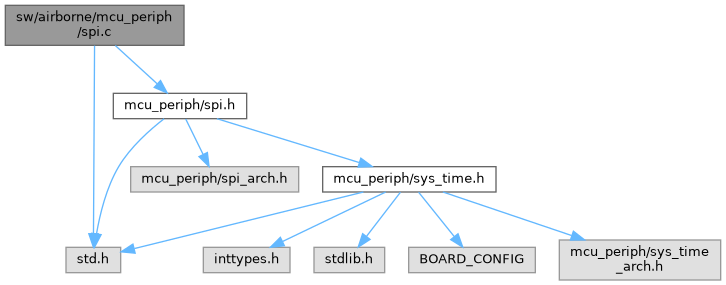 sw/airborne/mcu_periph
/spi.c
mcu_periph/spi.h
mcu_periph/spi_arch.h
mcu_periph/sys_time.h
std.h
inttypes.h
stdlib.h
BOARD_CONFIG
mcu_periph/sys_time
_arch.h